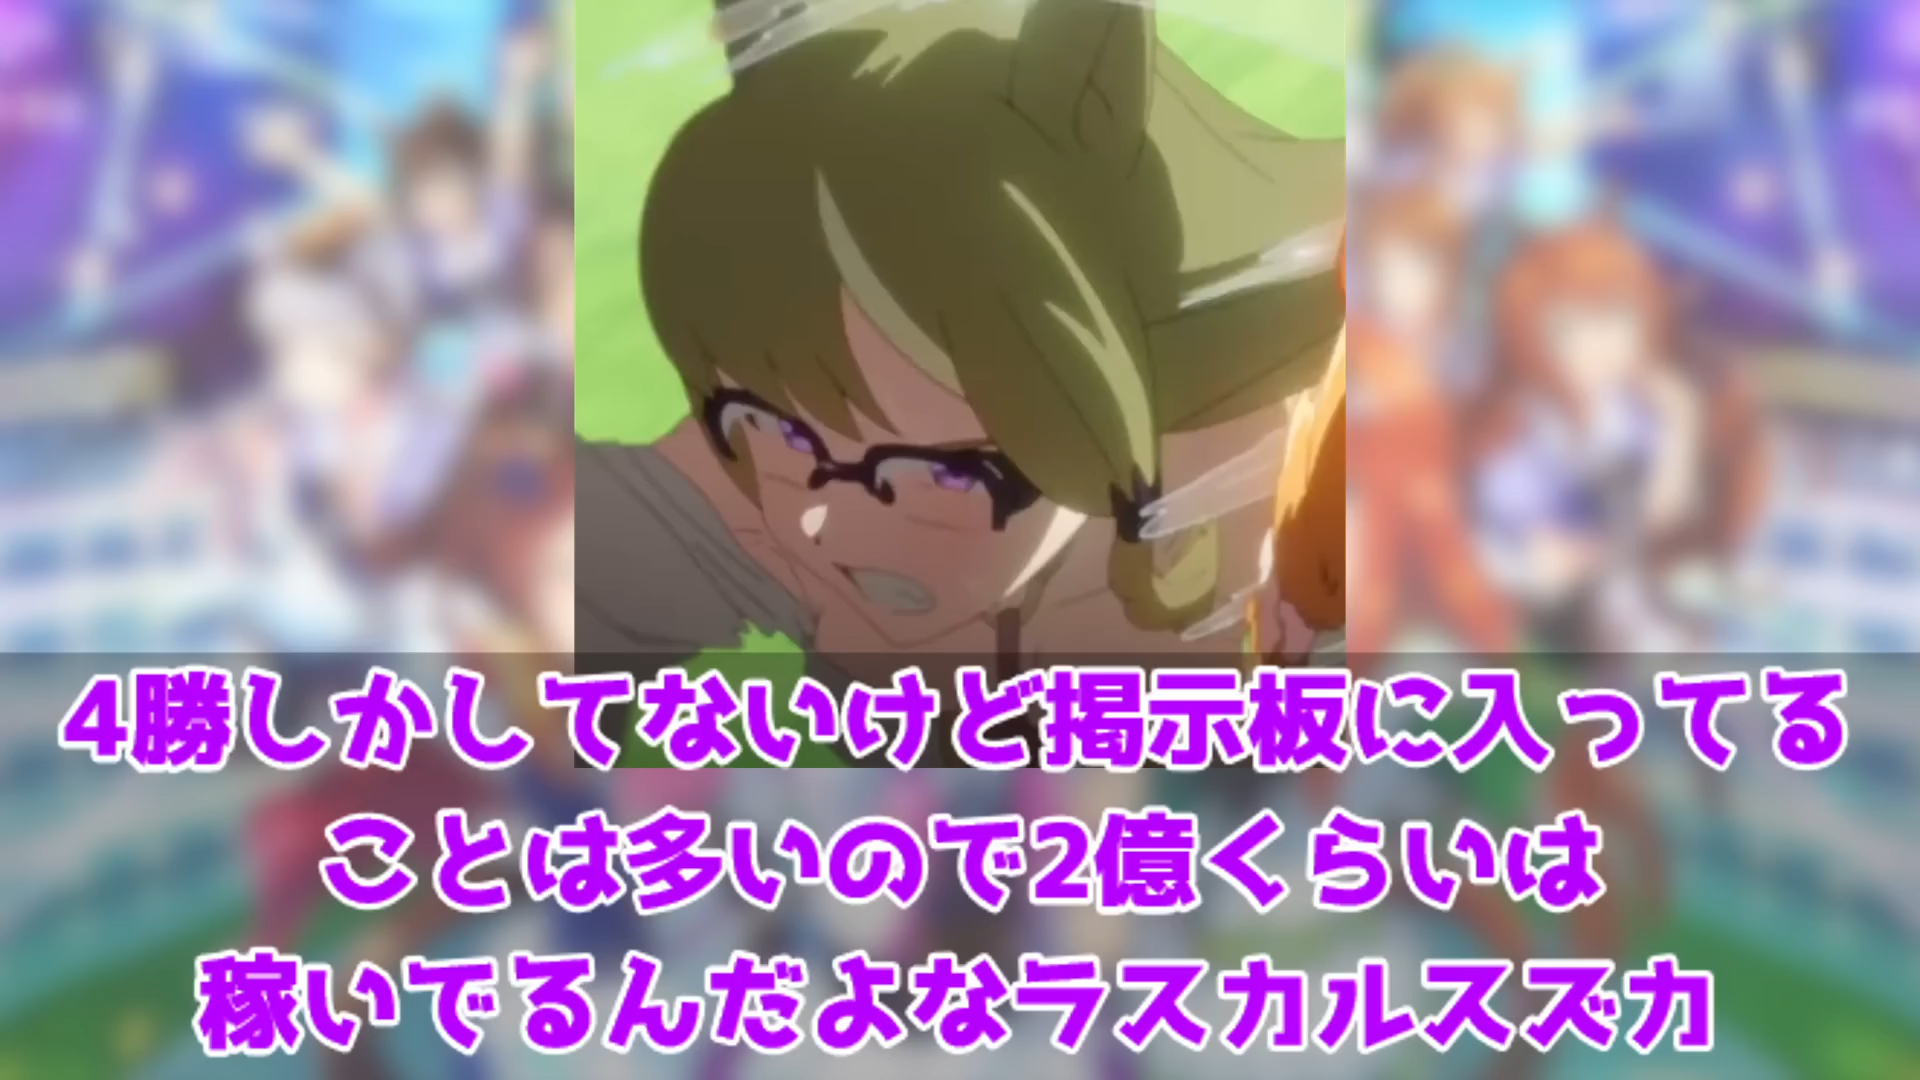 4勝しかしてないけど掲示板に入ってる
ことは多いので2億くらいは
稼いでるんだよなラスカルスズカ